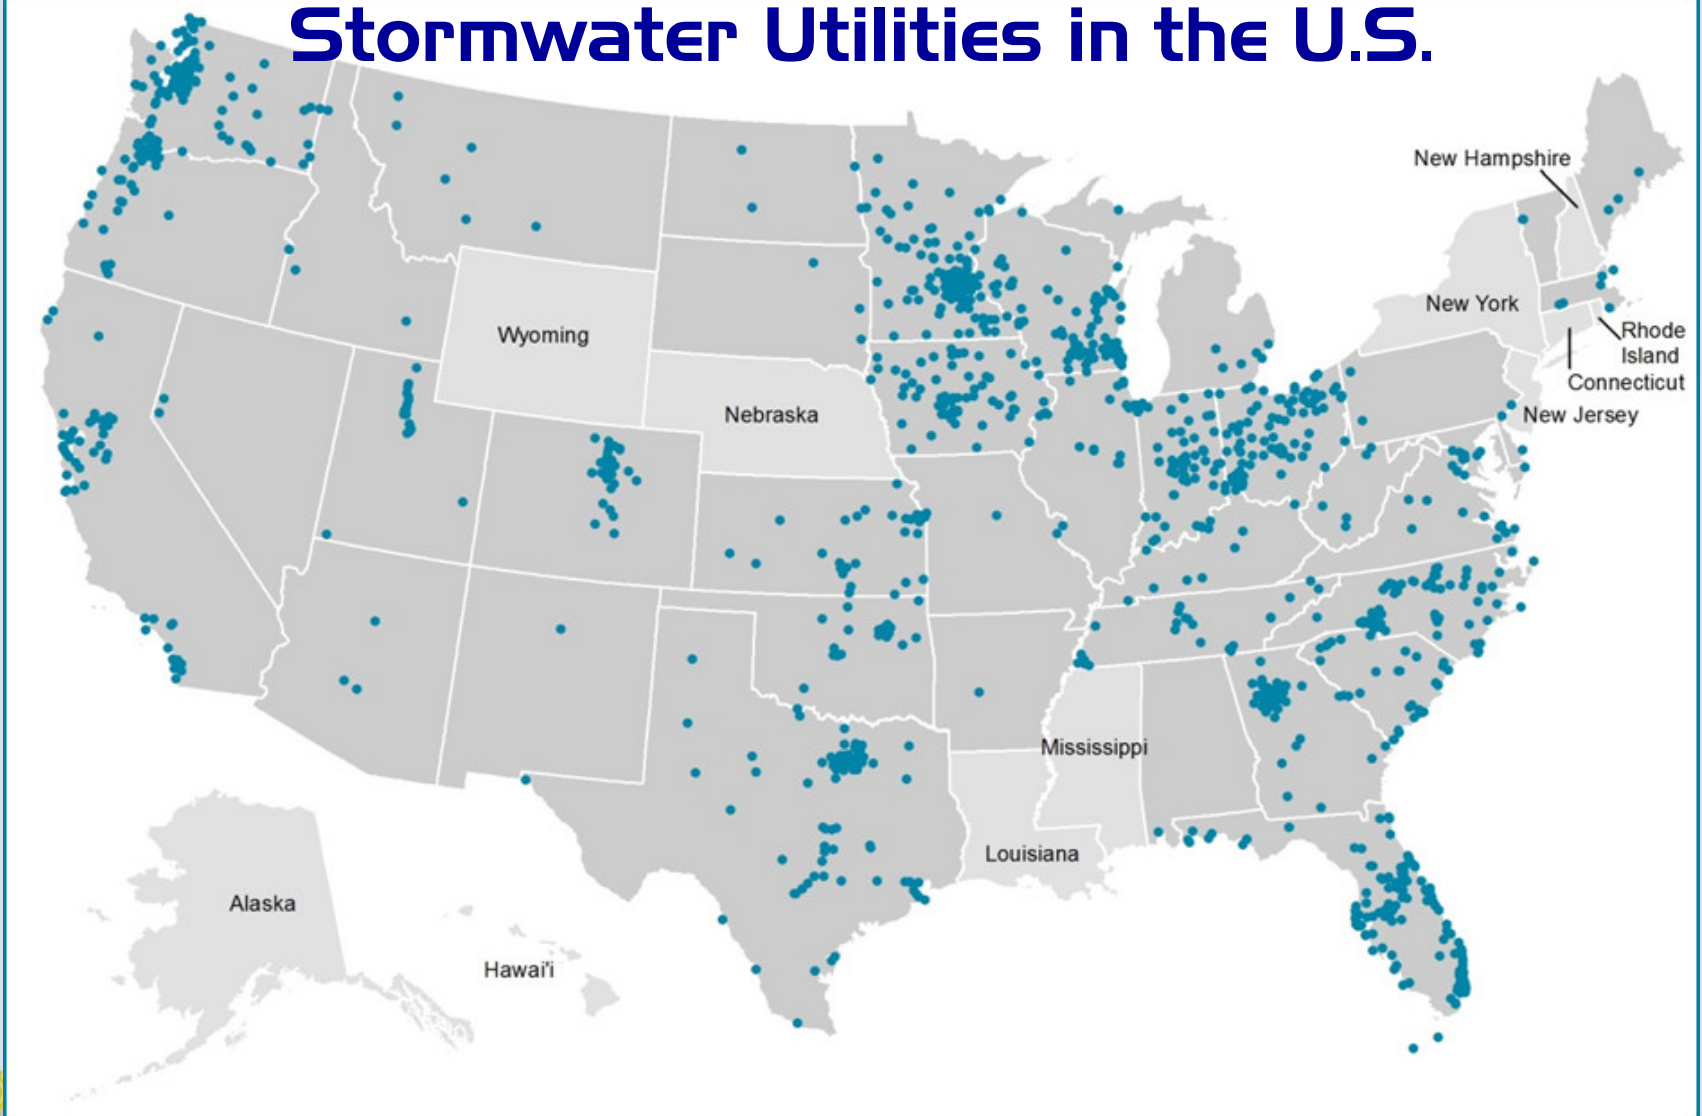 Stormwater Utilities in the U.S.
New Hampshire
New York
Rhode
Island
Connecticut
New Jersey
Wyoming
Nebraska
Mississippi
Louisiana
Alaska
Hawai'i